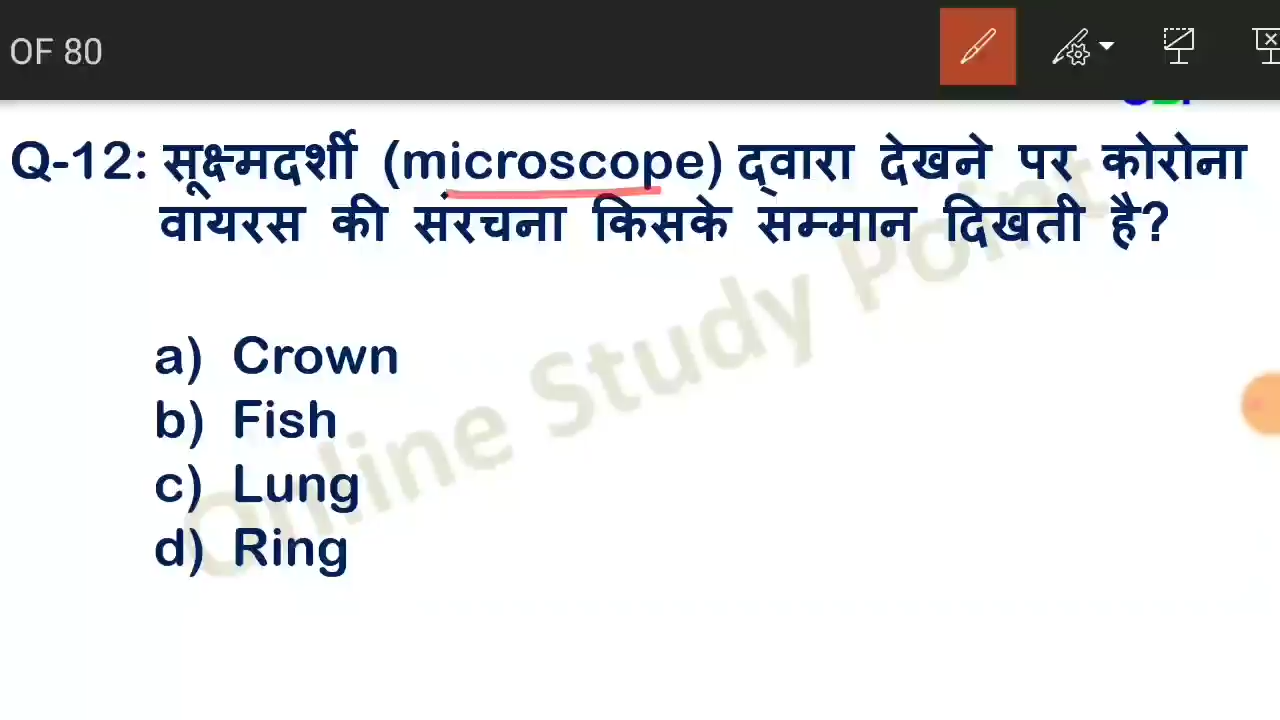 OF 80
Q-12: सूक्ष्मदर्शी (microscope) द्वारा देखने पर कोरोना
वायरस की संरचना किसके सम्मान दिखती है?
a) Crown
b) Fish
c) Lung
d) Ring
Online Study Point